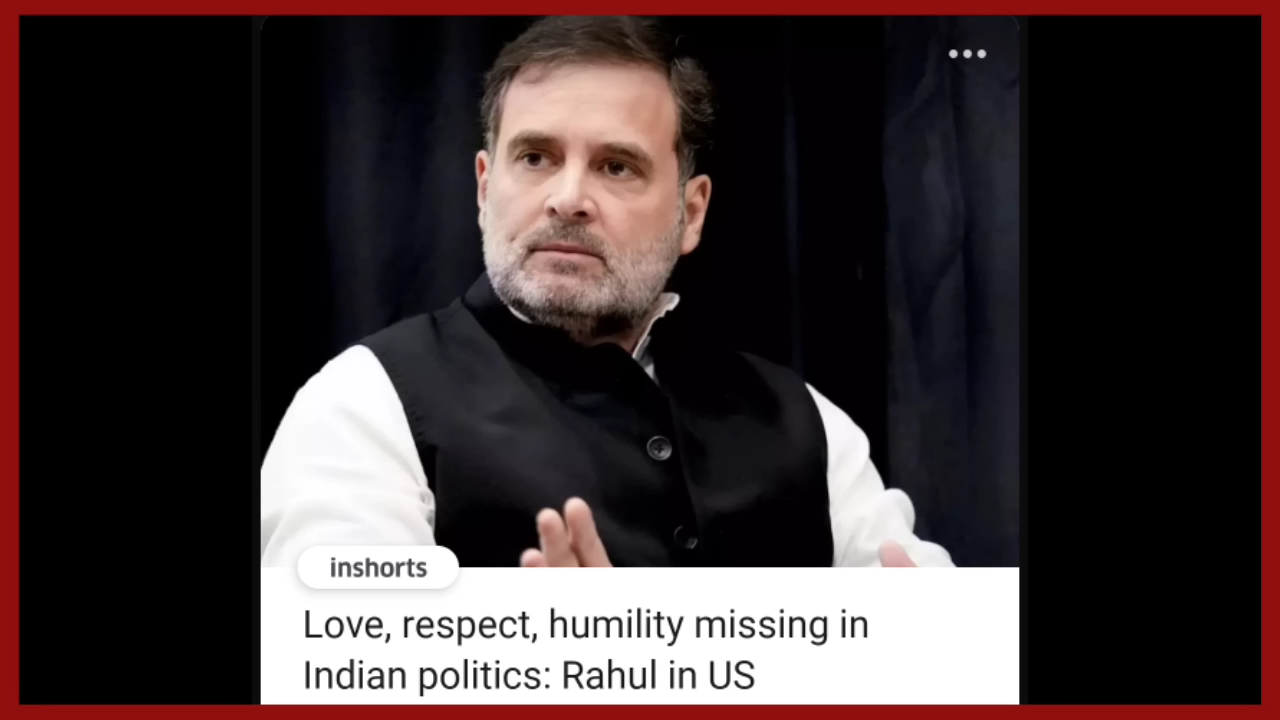 inshorts
Love, respect, humility missing in
Indian politics: Rahul in US